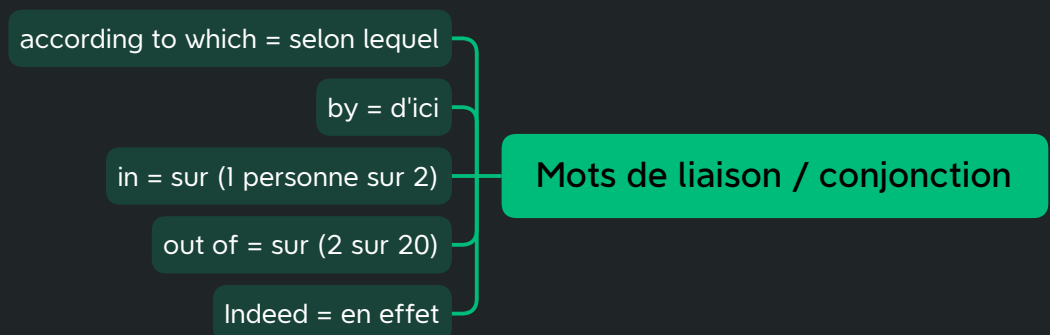 according to which = selon lequel
by = d'ici
in = sur (1 personne sur 2)
out of = sur (2 sur 20)
Indeed = en effet
Mots de liaison / conjonction